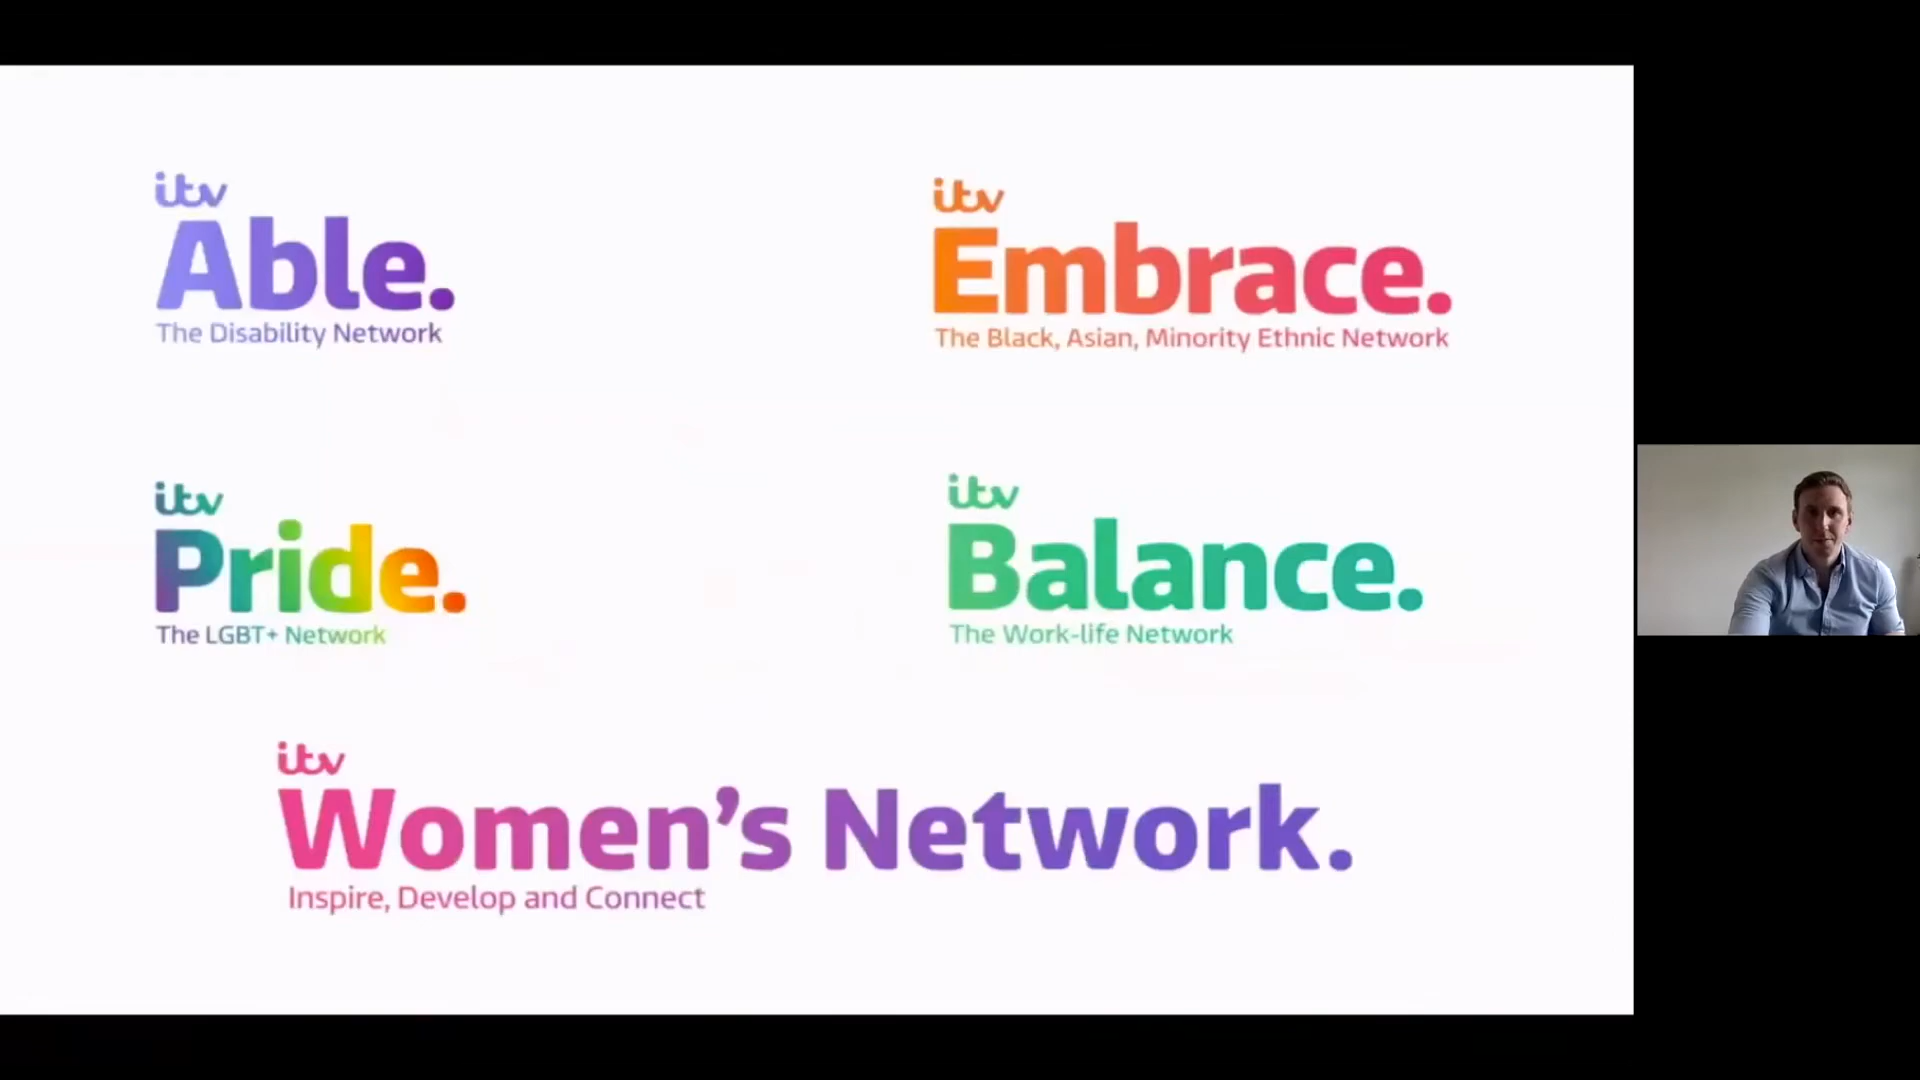 itv
Able.
The Disability Network
itv
Embrace.
The Black, Asian, Minority Ethnic Network
itv
Pride.
The LGBT+ Network
itv
Balance.
The Work-life Network
itv
Women’s Network.
Inspire, Develop and Connect